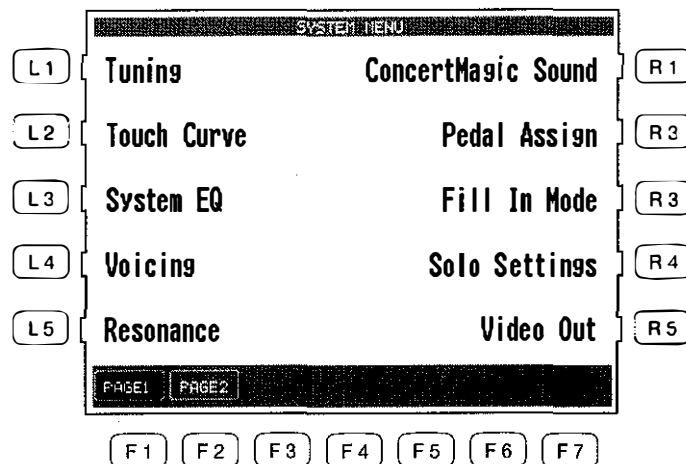 SYSTEM MENU
L1 Tuning ConcertMagic Sound R1
L2 Touch Curve Pedal Assign R3
L3 System EQ Fill In Mode R3
L4 Voicing Solo Settings R4
L5 Resonance Video Out R5
PAGE1 PAGE2
F1 F2 F3 F4 F5 F6 F7